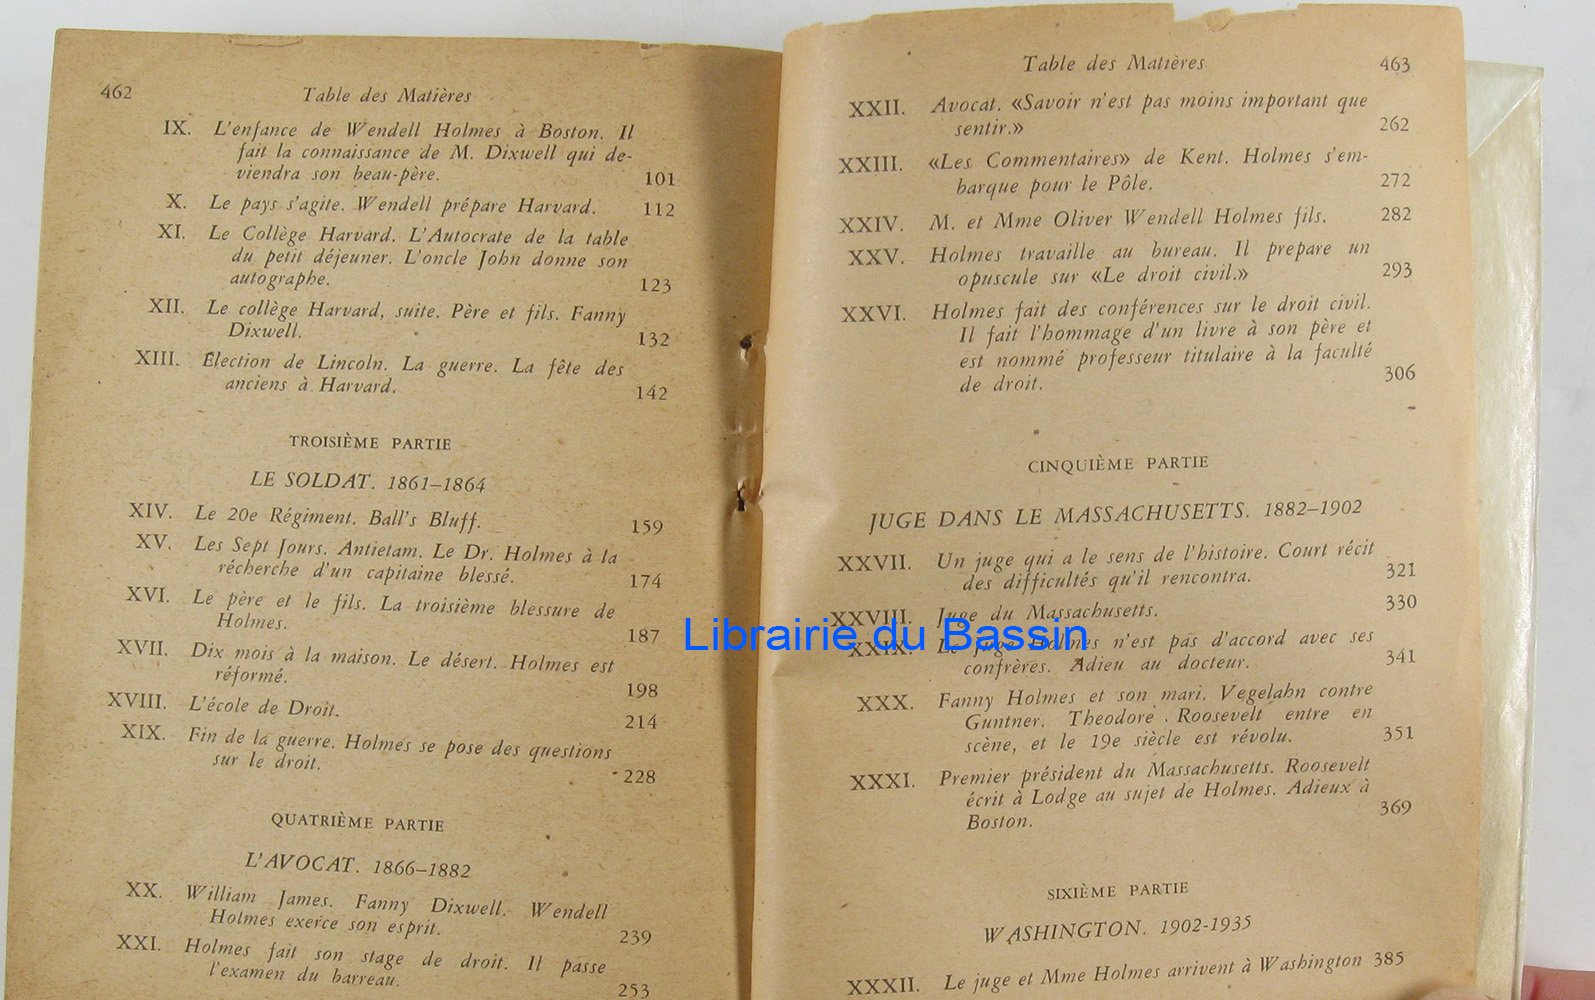 462 Table des Matières
IX. L'enfance de Wendell Holmes à Boston. Il
fait la connaissance de M. Dixwell qui de-
viendra son beau-père. 101
X. Le pays s'agite. Wendell prépare Harvard. 112
XI. Le Collège Harvard. L'Autocrate de la table
du petit déjeuner. L'oncle John donne son
autographe. 123
XII. Le collège Harvard, suite. Père et fils. Fanny
Dixwell. 132
XIII. Élection de Lincoln. La guerre. La fête des
anciens à Harvard. 142
TROISIÈME PARTIE
LE SOLDAT. 1861–1864
XIV. Le 20e Régiment. Ball's Bluff. 159
XV. Les Sept Jours. Antietam. Le Dr. Holmes à la
récherche d'un capitaine blessé. 174
XVI. Le père et le fils. La troisième blessure de
Holmes. 187
XVII. Dix mois à la maison. Le désert. Holmes est
réformé. 198
XVIII. L'école de Droit. 214
XIX. Fin de la guerre. Holmes se pose des questions
sur le droit. 228
QUATRIÈME PARTIE
L'AVOCAT. 1866–1882
XX. William James. Fanny Dixwell. Wendell
Holmes exerce son esprit. 239
XXI. Holmes fait son stage de droit. Il passe
l'examen du barreau. 253
Table des Matières 463
XXII. Avocat. «Savoir n'est pas moins important que
sentir.» 262
XXIII. «Les Commentaires» de Kent. Holmes s'em-
barque pour le Pôle. 272
XXIV. M. et Mme Oliver Wendell Holmes fils. 282
XXV. Holmes travaille au bureau. Il prepare un
opuscule sur «Le droit civil.» 293
XXVI. Holmes fait des conférences sur le droit civil.
Il fait l'hommage d'un livre à son père et
est nommé professeur titulaire à la faculté
de droit. 306
CINQUIÈME PARTIE
JUGE DANS LE MASSACHUSETTS. 1882–1902
XXVII. Un juge qui a le sens de l'histoire. Court récit
des difficultés qu'il rencontra. 321
XXVIII. Juge du Massachusetts. 330
XXIX. Le juge Holmes n'est pas d'accord avec ses
confrères. Adieu au docteur. 341
XXX. Fanny Holmes et son mari. Vegelahn contre
Guntner. Theodore Roosevelt entre en
scène, et le 19e siècle est révolu. 351
XXXI. Premier président du Massachusetts. Roosevelt
écrit à Lodge au sujet de Holmes. Adieux à
Boston. 369
SIXIÈME PARTIE
WASHINGTON. 1902-1935
XXXII. Le juge et Mme Holmes arrivent à Washington 385
Librairie du Bassin